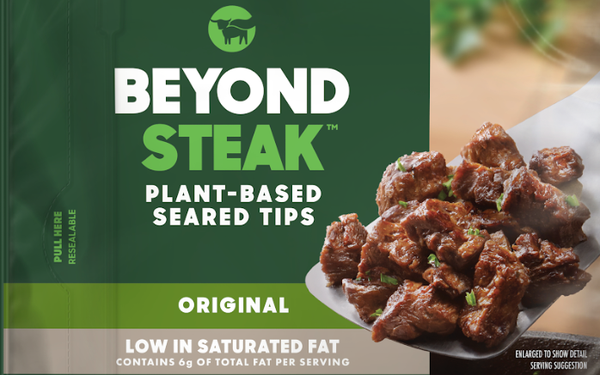 BEYOND
STEAK™
PLANT-BASED
SEARED TIPS
PULL HERE
RESEALABLE
ORIGINAL
LOW IN SATURATED FAT
CONTAINS 6g OF TOTAL FAT PER SERVING
ENLARGED TO SHOW DETAIL
SERVING SUGGESTION